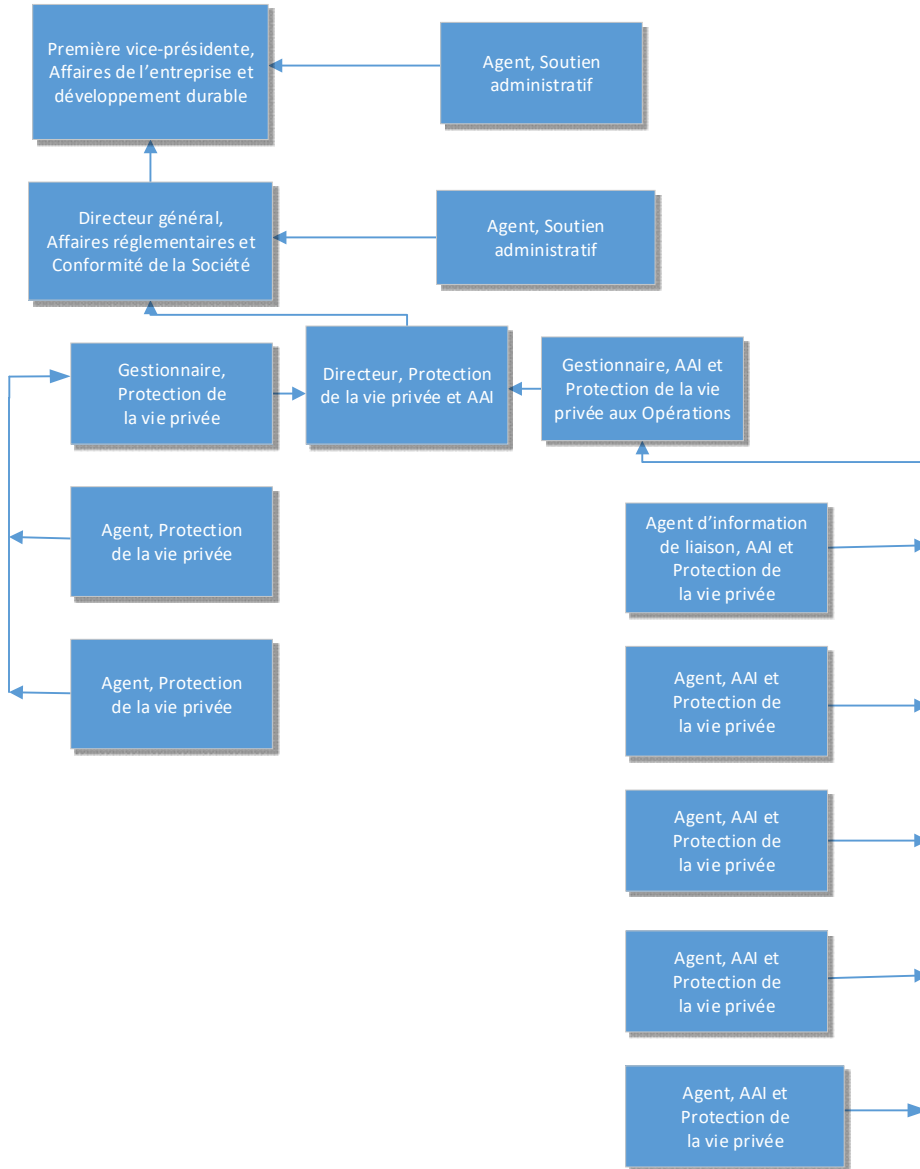 Première vice-présidente,
Affaires de l’entreprise et
développement durable
Agent, Soutien
administratif
Directeur général,
Affaires réglementaires et
Conformité de la Société
Agent, Soutien
administratif
Gestionnaire,
Protection de
la vie privée
Directeur, Protection
de la vie privée et AAI
Gestionnaire, AAI et
Protection de la vie
privée aux Opérations
Agent, Protection
de la vie privée
Agent d’information
de liaison, AAI et
Protection de
la vie privée
Agent, Protection
de la vie privée
Agent, AAI et
Protection de
la vie privée
Agent, AAI et
Protection de
la vie privée
Agent, AAI et
Protection de
la vie privée
Agent, AAI et
Protection de
la vie privée